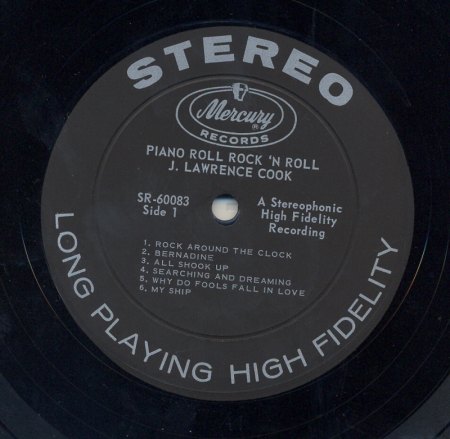 STEREO
Mercury
®
RECORDS
PIANO ROLL ROCK 'N ROLL
J. LAWRENCE COOK
SR-60083
Side 1
A Stereophonic
High Fidelity
Recording
1. ROCK AROUND THE CLOCK
2. BERNADINE
3. ALL SHOOK UP
4. SEARCHING AND DREAMING
5. WHY DO FOOLS FALL IN LOVE
6. MY SHIP
LONG PLAYING HIGH FIDELITY